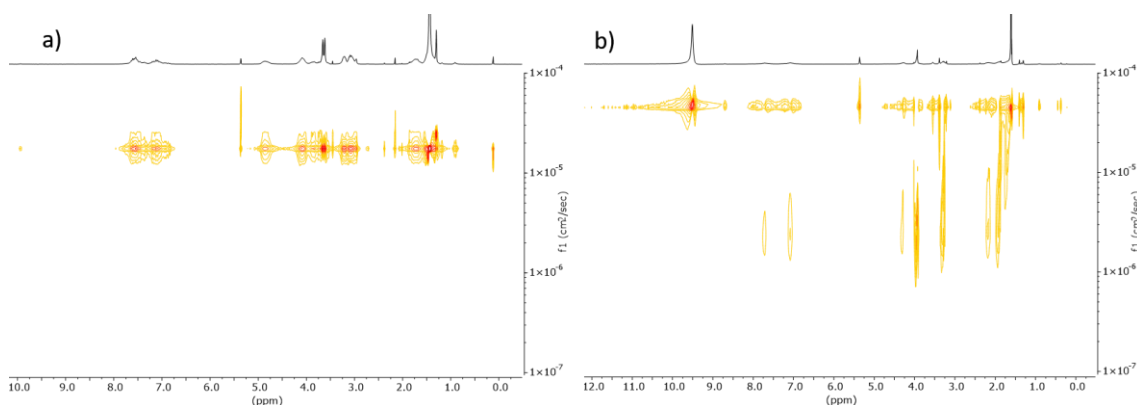 a)
1×10⁻⁴
1×10⁻⁵
1×10⁻⁶
1×10⁻⁷
f1 (cm2/sec)
10.0 9.0 8.0 7.0 6.0 5.0 4.0 3.0 2.0 1.0 0.0
(ppm)
b)
1×10⁻⁴
1×10⁻⁵
1×10⁻⁶
1×10⁻⁷
f1 (cm2/sec)
12.0 11.0 10.0 9.0 8.0 7.0 6.0 5.0 4.0 3.0 2.0 1.0 0.0
(ppm)